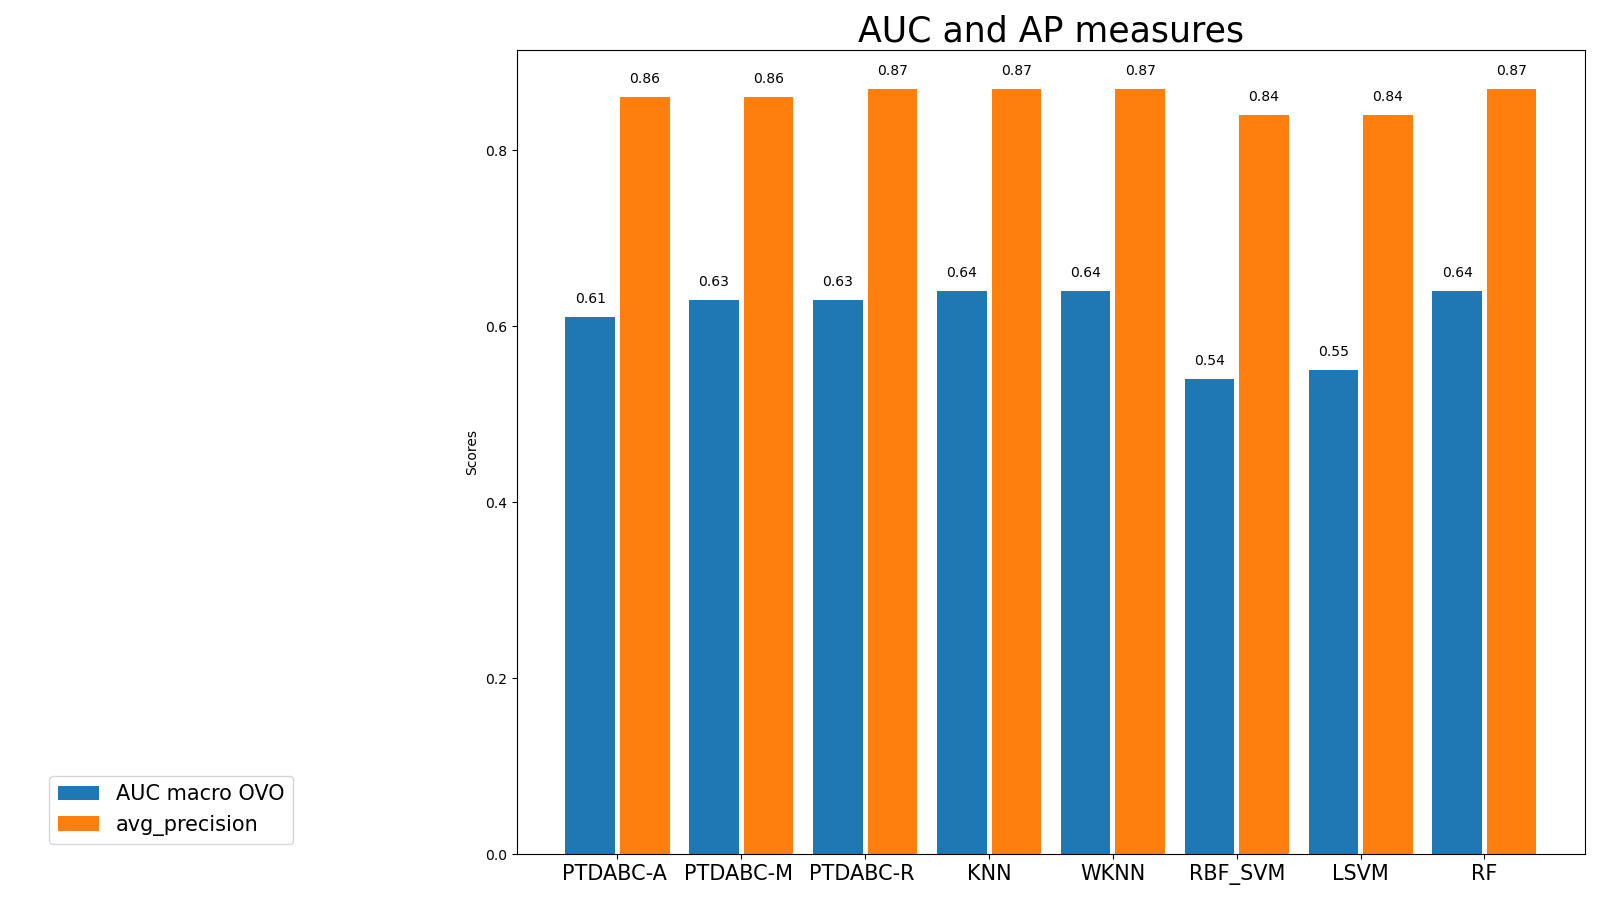 AUC and AP measures
0.86 0.86 0.87 0.87 0.87 0.84 0.84 0.87
0.61 0.63 0.63 0.64 0.64 0.54 0.55 0.64
0.8
0.6
0.4
0.2
0.0
Scores
PTDABC-A PTDABC-M PTDABC-R KNN WKNN RBF_SVM LSVM RF
AUC macro OVO
avg_precision